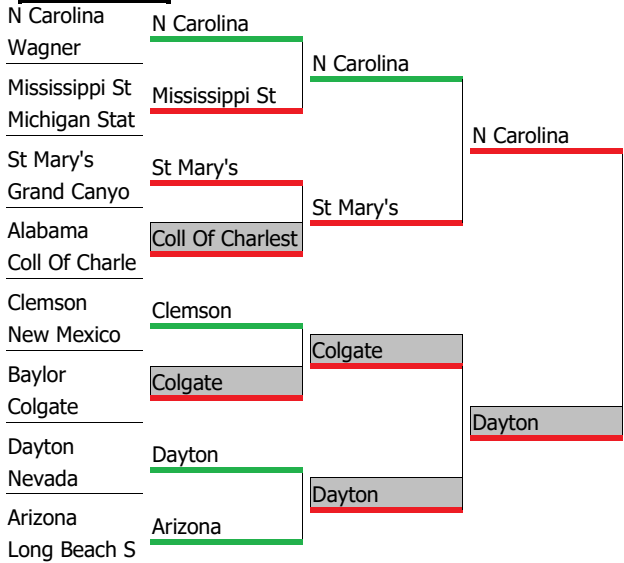 N Carolina
Wagner
Mississippi St
Michigan Stat
St Mary's
Grand Canyo
Alabama
Coll Of Charle
Clemson
New Mexico
Baylor
Colgate
Dayton
Nevada
Arizona
Long Beach S
N Carolina
Mississippi St
St Mary's
Coll Of Charlest
Clemson
Colgate
Dayton
Arizona
N Carolina
St Mary's
Colgate
Dayton
N Carolina
Dayton